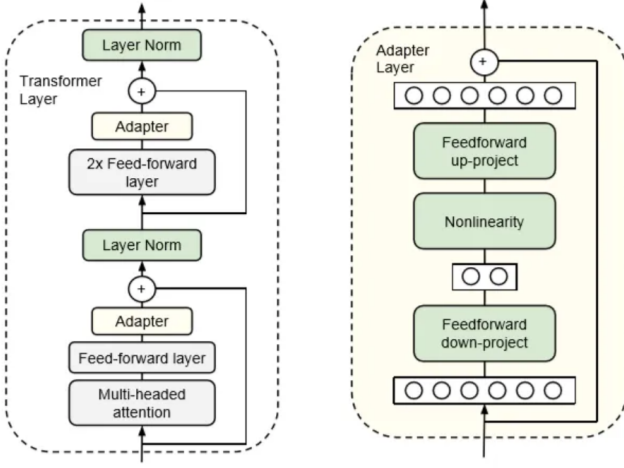 Layer Norm
Transformer
Layer
Adapter
2x Feed-forward
layer
Layer Norm
Adapter
Feed-forward layer
Multi-headed
attention
Adapter
Layer
Feedforward
up-project
Nonlinearity
Feedforward
down-project